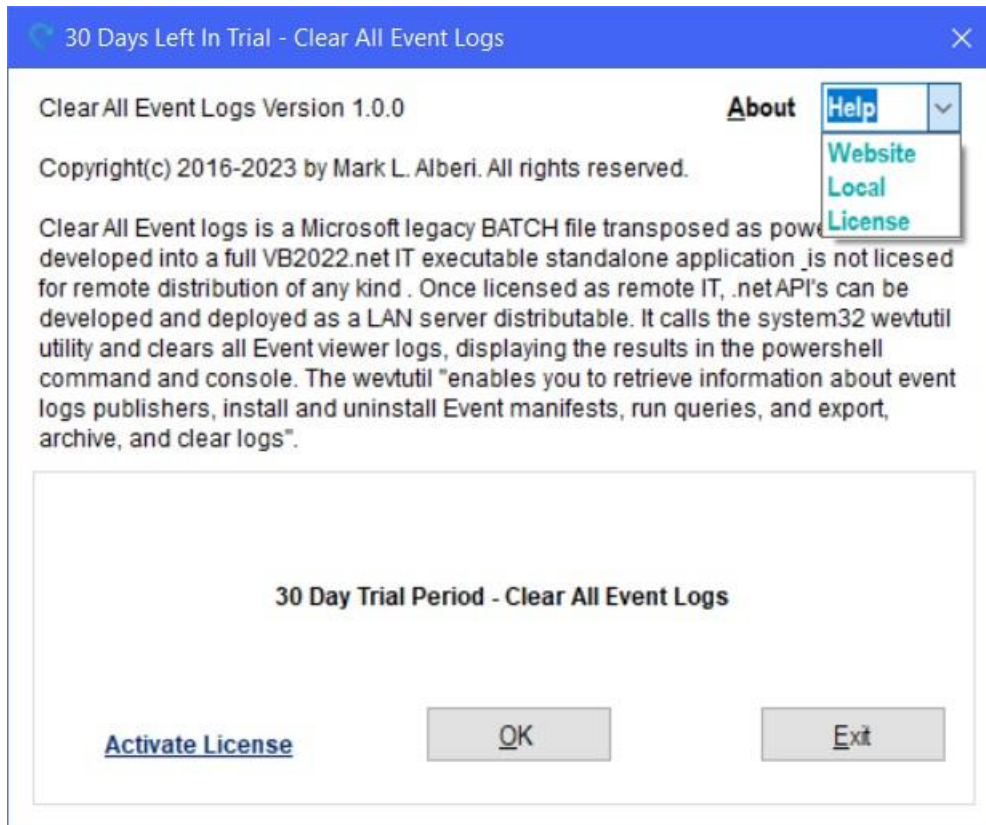 30 Days Left In Trial - Clear All Event Logs
Clear All Event Logs Version 1.0.0
About
Help
Website
Local
License
Copyright(c) 2016-2023 by Mark L. Alberi. All rights reserved.
Clear All Event logs is a Microsoft legacy BATCH file transposed as
developed into a full VB2022.net IT executable standalone application _is not licesed
for remote distribution of any kind . Once licensed as remote IT, .net API's can be
developed and deployed as a LAN server distributable. It calls the system32 wevtutil
utility and clears all Event viewer logs, displaying the results in the powershell
command and console. The wevtutil "enables you to retrieve information about event
logs publishers, install and uninstall Event manifests, run queries, and export,
archive, and clear logs".
30 Day Trial Period - Clear All Event Logs
Activate License
OK
Exit